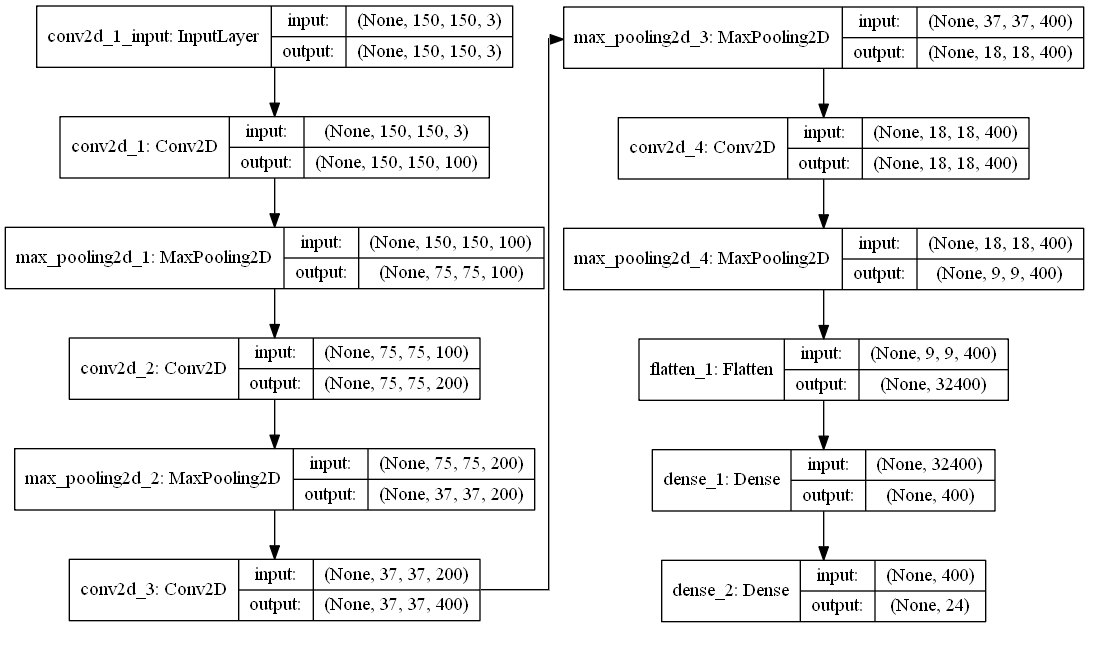 conv2d_1_input: InputLayer
input: (None, 150, 150, 3)
output: (None, 150, 150, 3)
conv2d_1: Conv2D
input: (None, 150, 150, 3)
output: (None, 150, 150, 100)
max_pooling2d_1: MaxPooling2D
input: (None, 150, 150, 100)
output: (None, 75, 75, 100)
conv2d_2: Conv2D
input: (None, 75, 75, 100)
output: (None, 75, 75, 200)
max_pooling2d_2: MaxPooling2D
input: (None, 75, 75, 200)
output: (None, 37, 37, 200)
conv2d_3: Conv2D
input: (None, 37, 37, 200)
output: (None, 37, 37, 400)
max_pooling2d_3: MaxPooling2D
input: (None, 37, 37, 400)
output: (None, 18, 18, 400)
conv2d_4: Conv2D
input: (None, 18, 18, 400)
output: (None, 18, 18, 400)
max_pooling2d_4: MaxPooling2D
input: (None, 18, 18, 400)
output: (None, 9, 9, 400)
flatten_1: Flatten
input: (None, 9, 9, 400)
output: (None, 32400)
dense_1: Dense
input: (None, 32400)
output: (None, 400)
dense_2: Dense
input: (None, 400)
output: (None, 24)